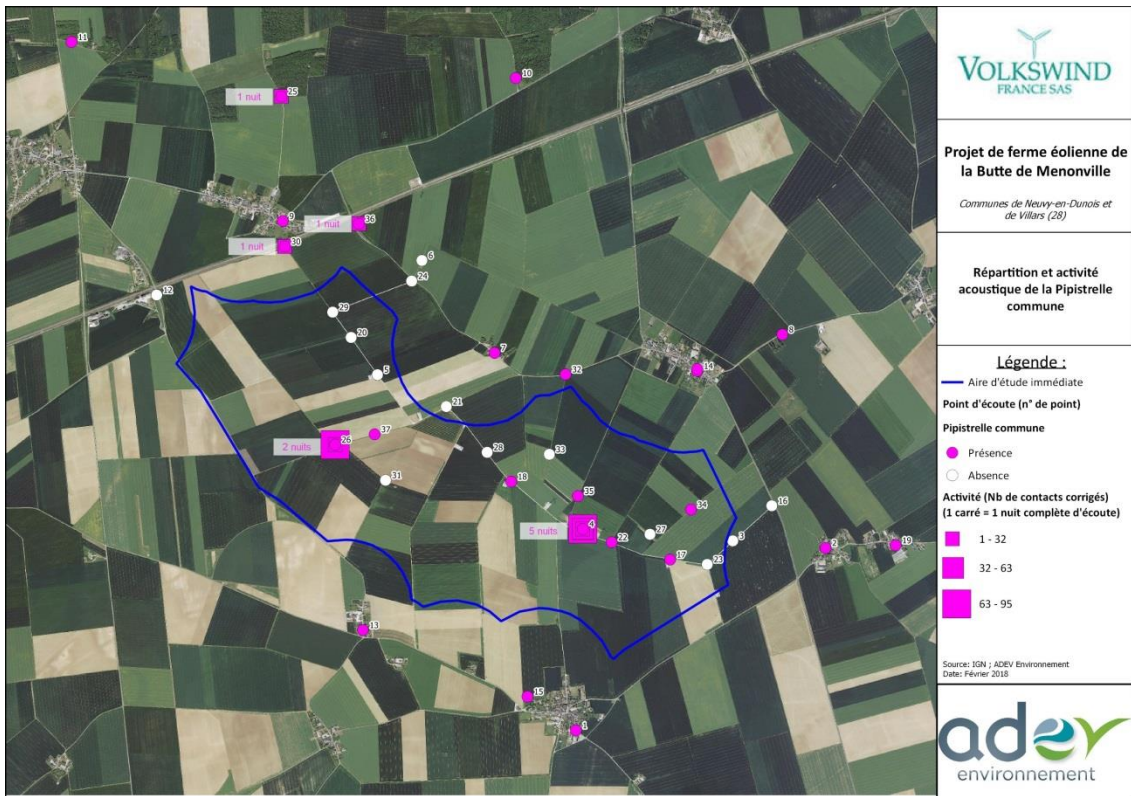 11
10
1 nuit
25
9
1 nuit
36
1 nuit
30
6
24
12
29
20
5
7
8
32
14
21
37
2 nuits
26
28
33
31
18
35
34
16
5 nuits
4
22
27
3
17
23
2
19
13
15
1
VOLKSWIND
FRANCE SAS
Projet de ferme éolienne de
la Butte de Menonville
Communes de Neuvy-en-Dunois et
de Villars (28)
Répartition et activité
acoustique de la Pipistrelle
commune
Légende :
Aire d'étude immédiate
Point d'écoute (n° de point)
Pipistrelle commune
Présence
Absence
Activité (Nb de contacts corrigés)
(1 carré = 1 nuit complète d'écoute)
1 - 32
32 - 63
63 - 95
Source: IGN ; ADEV Environnement
Date: Février 2018
adev
environnement